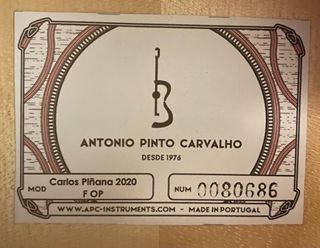 ANTONIO PINTO CARVALHO
DESDE 1976
MOD Carlos Piñana 2020
F OP
NUM 0080686
WWW.APC-INSTRUMENTS.COM - MADE IN PORTUGAL